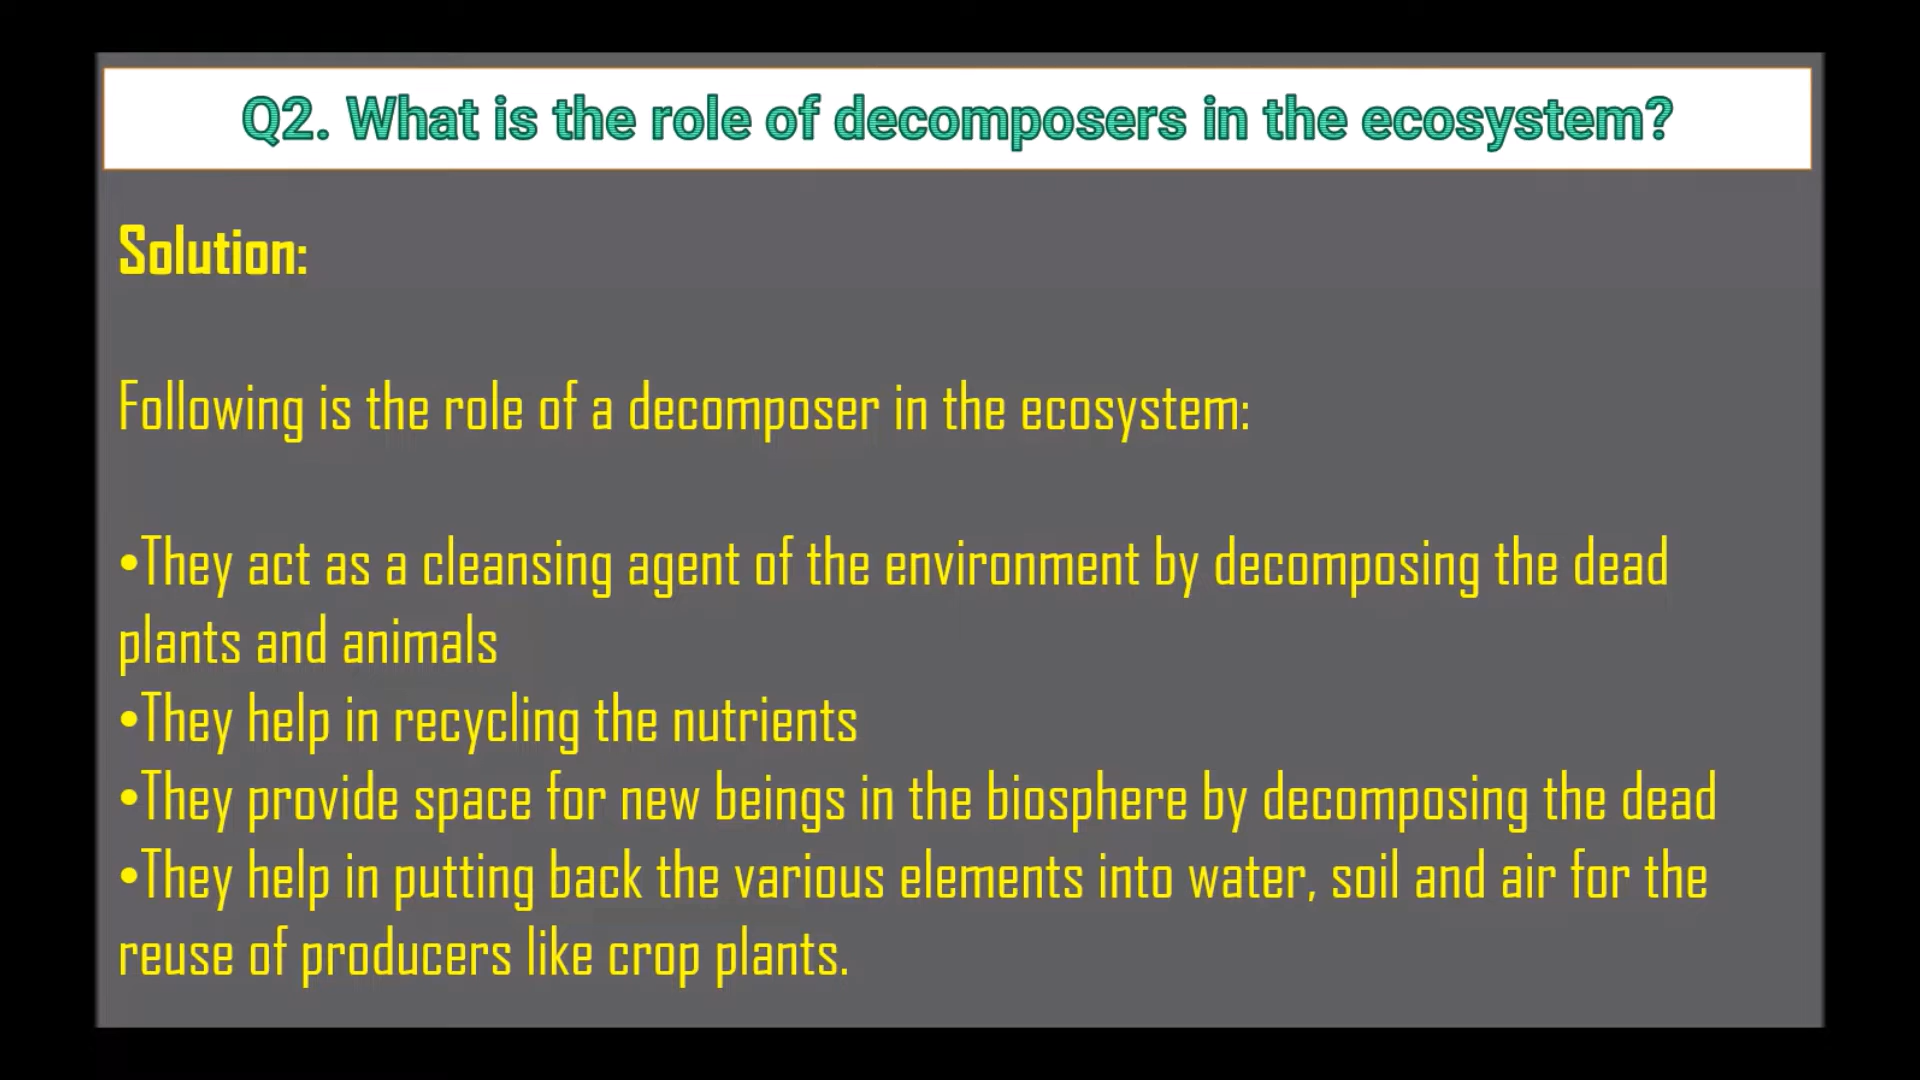 Q2. What is the role of decomposers in the ecosystem?
Solution:
Following is the role of a decomposer in the ecosystem:
•They act as a cleansing agent of the environment by decomposing the dead
plants and animals
•They help in recycling the nutrients
•They provide space for new beings in the biosphere by decomposing the dead
•They help in putting back the various elements into water, soil and air for the
reuse of producers like crop plants.